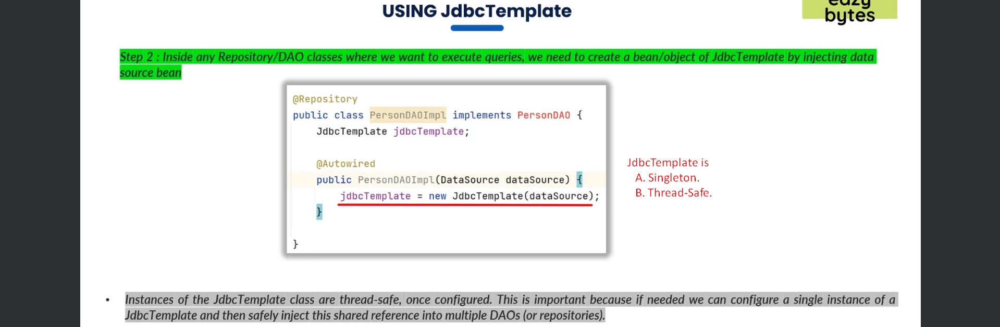 USING JdbcTemplate
eazy
bytes
Step 2 : Inside any Repository/DAO classes where we want to execute queries, we need to create a bean/object of JdbcTemplate by injecting data
source bean
@Repository
public class PersonDAOImpl implements PersonDAO {
JdbcTemplate jdbcTemplate;
@Autowired
public PersonDAOImpl(DataSource dataSource) {
jdbcTemplate = new JdbcTemplate(dataSource);
}
}
JdbcTemplate is
A. Singleton.
B. Thread-Safe.
• Instances of the JdbcTemplate class are thread-safe, once configured. This is important because if needed we can configure a single instance of a
JdbcTemplate and then safely inject this shared reference into multiple DAOs (or repositories).